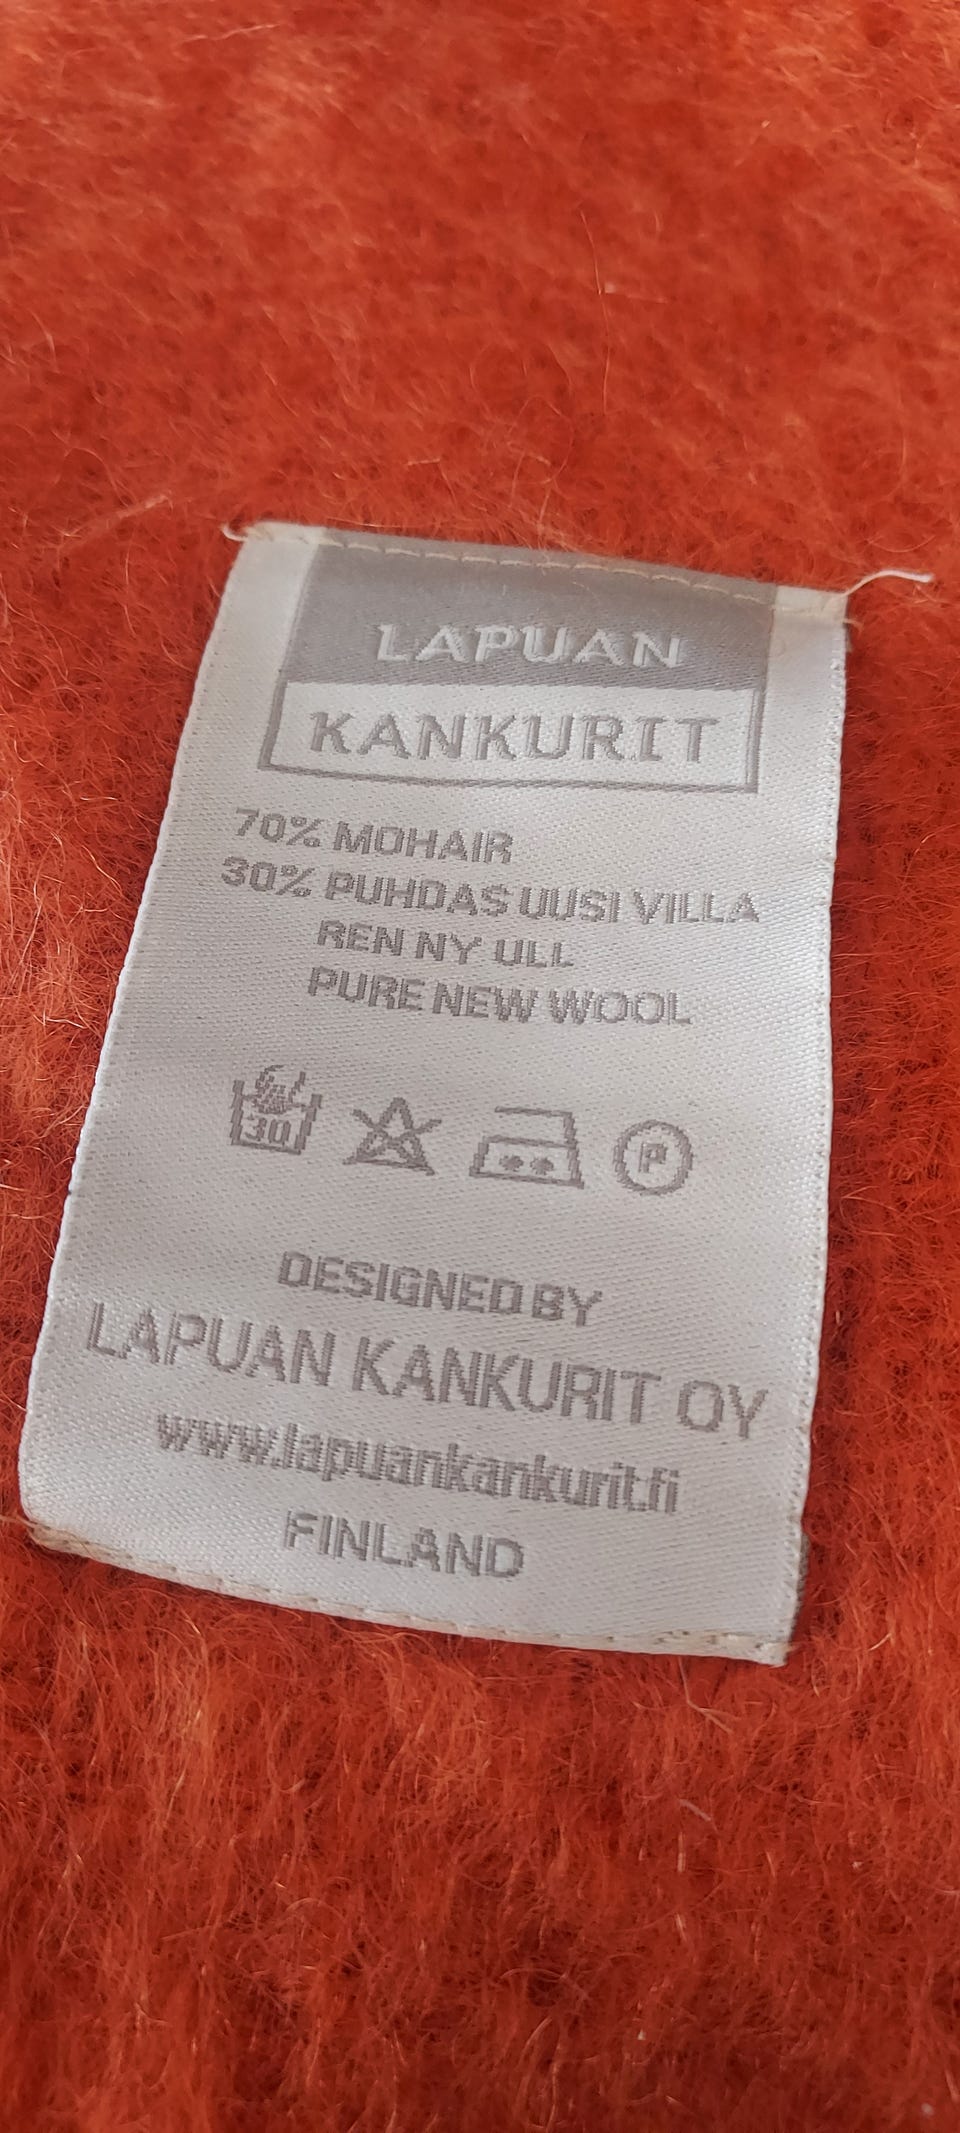 LAPUAN
KANKURIT
70% MOHAIR
30% PUHDAS UUSI VILLA
REN NY ULL
PURE NEW WOOL
30 P
DESIGNED BY
LAPUAN KANKURIT OY
www.lapuankankurit.fi
FINLAND